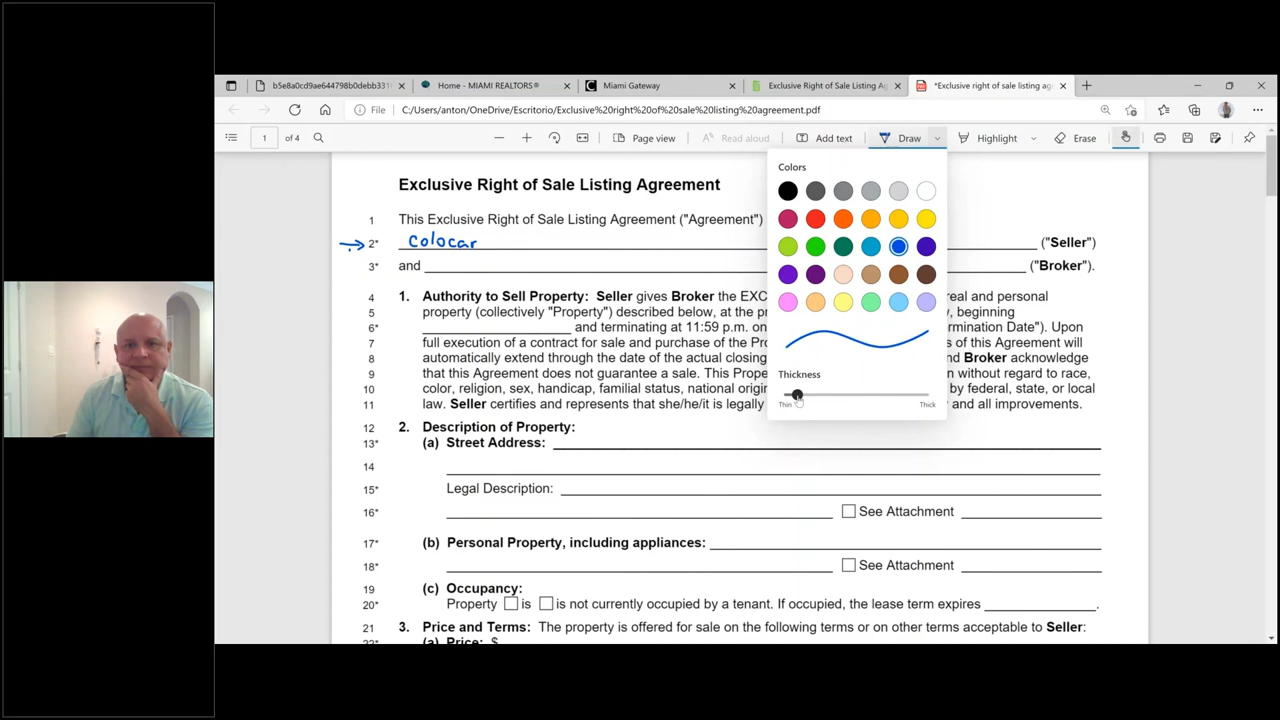 b5e8a0cd9ae644798b0debb331
Home - MIAMI REALTORS®
Miami Gateway
Exclusive Right of Sale Listing Ag
*Exclusive right of sale listing ag
File
C:/Users/anton/OneDrive/Escritorio/Exclusive%20right%20of%20sale%20listing%20agreement.pdf
1 of 4
Page view
Read aloud
Add text
Draw
Highlight
Erase
Colors
Thickness
Thin
Thick
Exclusive Right of Sale Listing Agreement
1 This Exclusive Right of Sale Listing Agreement ("Agreement")
2* Colocar ("Seller")
3* and ("Broker").
4 1. Authority to Sell Property: Seller gives Broker the EXC real and personal
5 property (collectively "Property") described below, at the pr , beginning
6* and terminating at 11:59 p.m. on rmination Date"). Upon
7 full execution of a contract for sale and purchase of the Pro s of this Agreement will
8 automatically extend through the date of the actual closing nd Broker acknowledge
9 that this Agreement does not guarantee a sale. This Prope n without regard to race,
10 color, religion, sex, handicap, familial status, national origin by federal, state, or local
11 law. Seller certifies and represents that she/he/it is legally and all improvements.
12 2. Description of Property:
13* (a) Street Address:
14
15* Legal Description:
16* See Attachment
17* (b) Personal Property, including appliances:
18* See Attachment
19 (c) Occupancy:
20* Property is is not currently occupied by a tenant. If occupied, the lease term expires .
21 3. Price and Terms: The property is offered for sale on the following terms or on other terms acceptable to Seller:
22* (a) Price: $